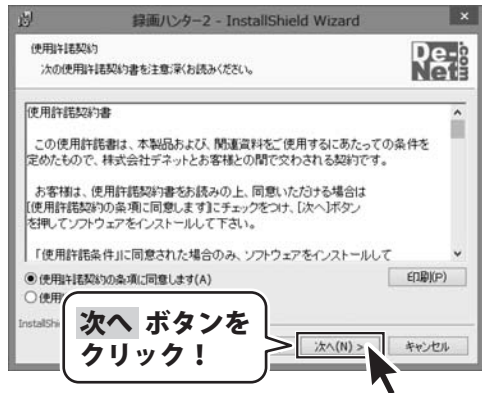 録画ハンター2 - InstallShield Wizard
使用許諾契約
次の使用許諾契約書を注意深くお読みください。
De-Net.com
使用許諾契約書
この使用許諾書は、本製品および、関連資料をご使用するにあたっての条件を
定めたもので、株式会社デネットとお客様との間で交わされる契約です。
お客様は、使用許諾契約書をお読みの上、同意いただける場合は
[使用許諾契約の条項に同意します]にチェックをつけ、[次へ]ボタン
を押してソフトウェアをインストールして下さい。
「使用許諾条件」に同意された場合のみ、ソフトウェアをインストールして
使用許諾契約の条項に同意します(A)
印刷(P)
使用
InstallShi
次へ ボタンを
クリック！
次へ(N) >
キャンセル